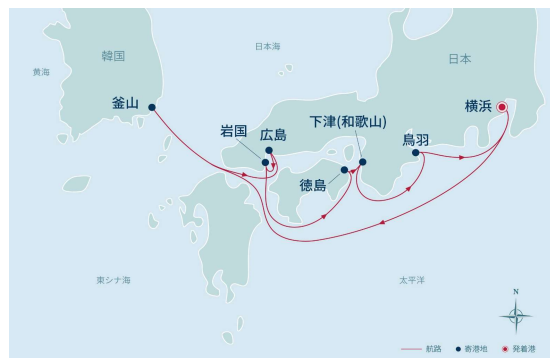 韓国
日本海
日本
黄海
釜山
横浜
下津(和歌山)
岩国
広島
鳥羽
徳島
東シナ海
太平洋
N
航路
寄港地
発着港